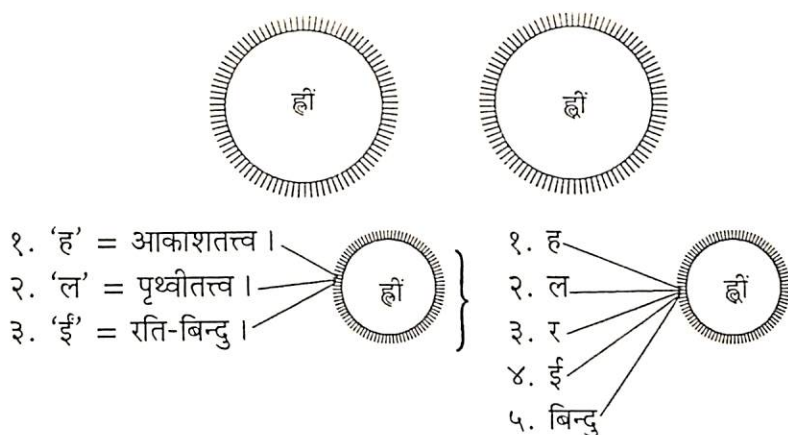 ह्लीं
ह्ल्रीं
१. ‘ह’ = आकाशतत्त्व ।
२. ‘ल’ = पृथ्वीतत्त्व ।
३. ‘ईं’ = रति-बिन्दु ।
ह्लीं
१. ह
२. ल
३. र
४. ई
५. बिन्दु
ह्ल्रीं